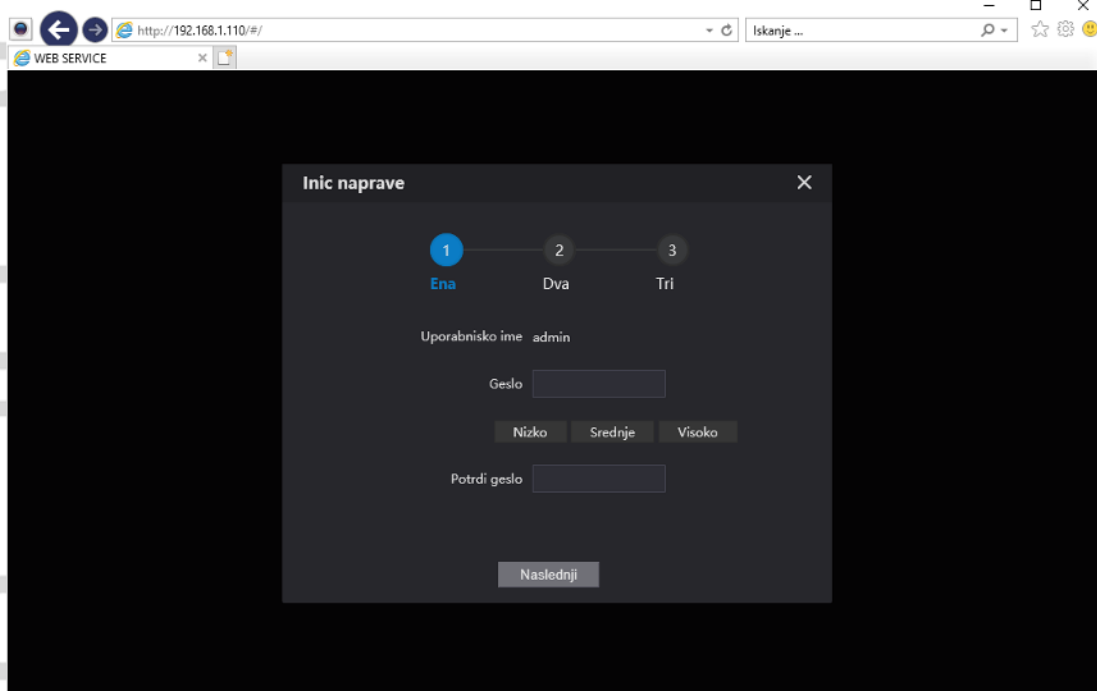 http://192.168.1.110/#/
Iskanje ...
WEB SERVICE
Inic naprave
1 2 3
Ena Dva Tri
Uporabnisko ime admin
Geslo
Nizko Srednje Visoko
Potrdi geslo
Naslednji